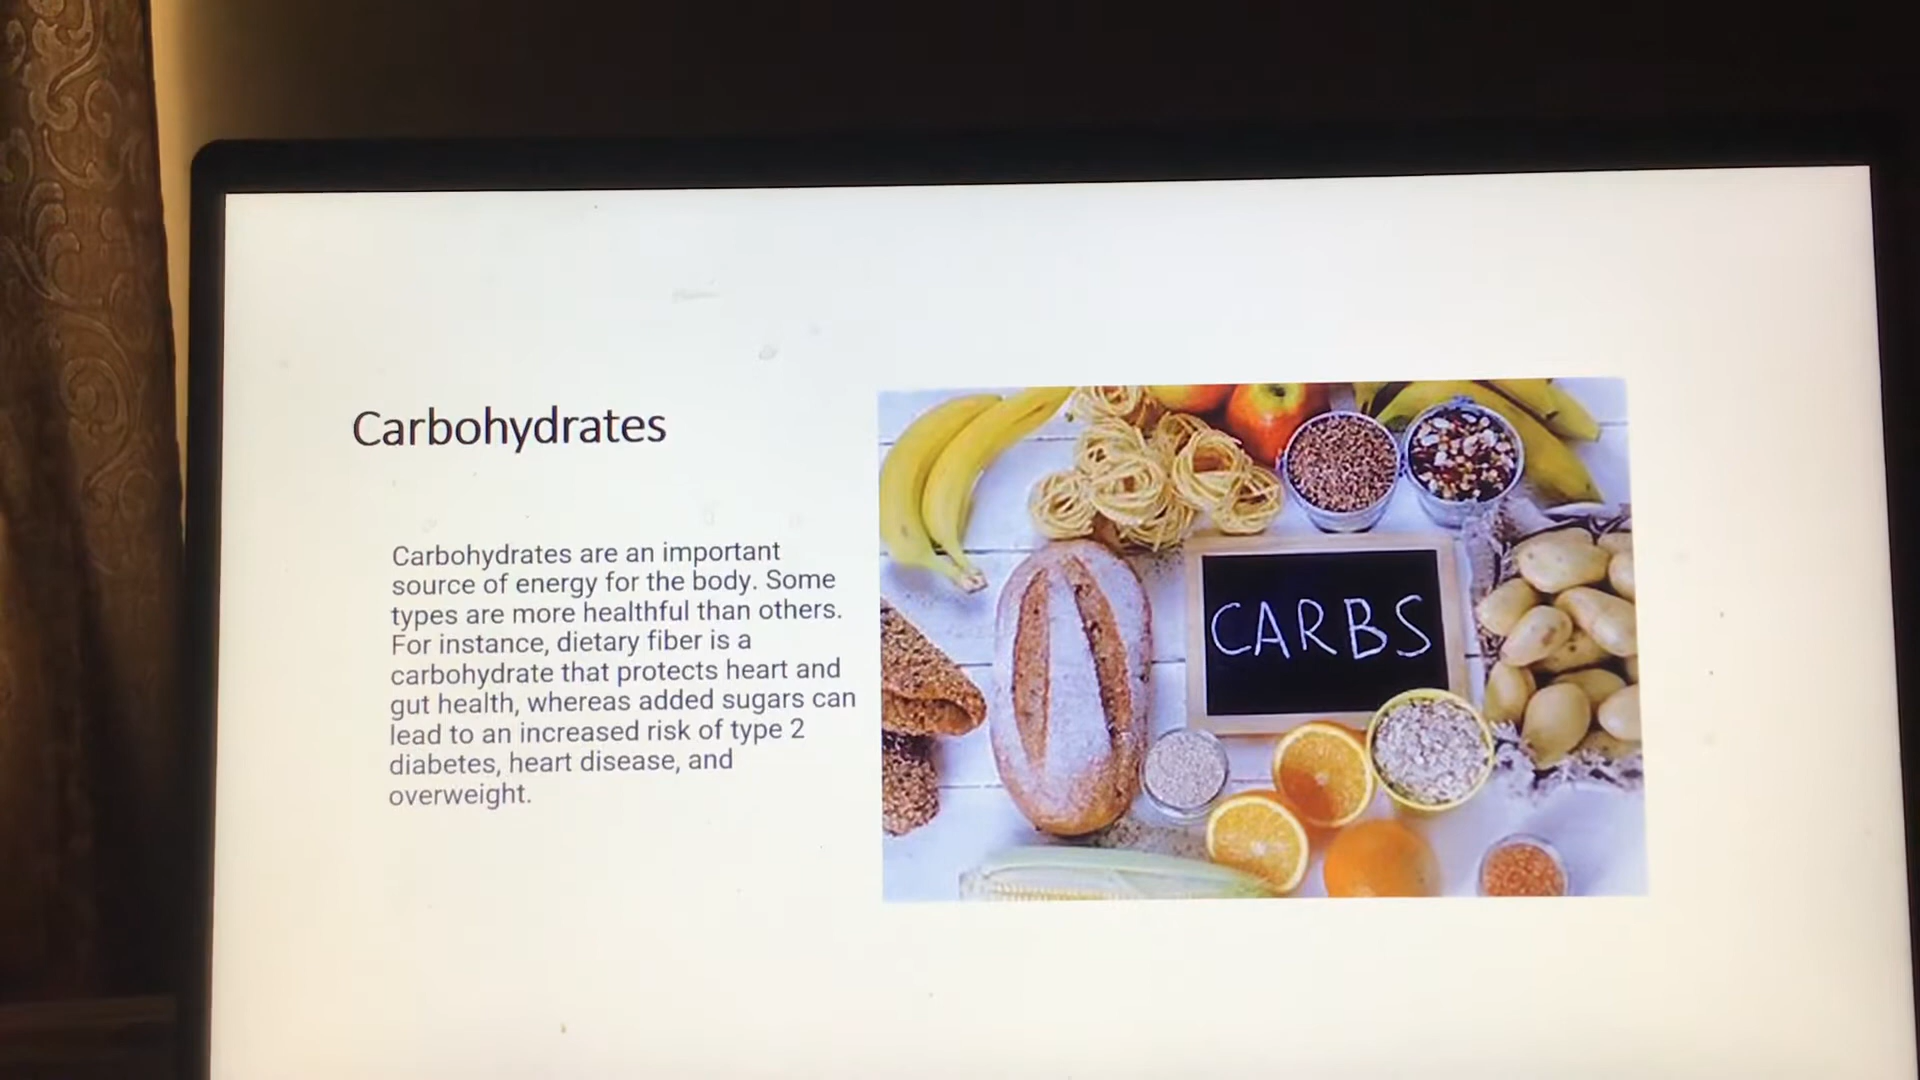 Carbohydrates
Carbohydrates are an important
source of energy for the body. Some
types are more healthful than others.
For instance, dietary fiber is a
carbohydrate that protects heart and
gut health, whereas added sugars can
lead to an increased risk of type 2
diabetes, heart disease, and
overweight.
CARBS